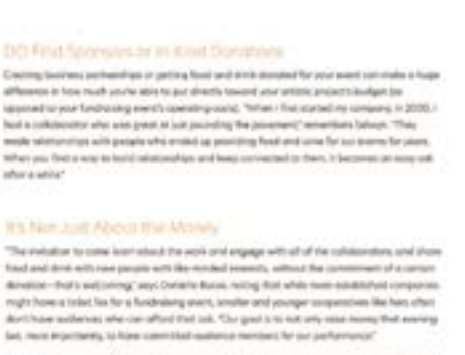 DO Find Sponsors or In-Kind Donations
Creating business partnerships or getting food and drink donated for your event can make a huge
difference in how much you're able to put directly toward your artistic project's budget (as
opposed to your fundraising event's operating costs). "When I first started my company, in 2000, I
had a collaborator who was great at just pounding the pavement," remembers "They
made relationships with people who ended up providing food and wine for our events for years.
When you find a way to build relationships and keep connected to them, it becomes an easy ask
after a while."
It's Not Just About the Money
"The invitation to come learn about the work and engage with all of the collaborators, and share
food and drink with new people with like-minded interests, without the commitment of a certain
donation—that's welcoming," says noting that while more established companies
might have a ticket fee for a fundraising event, smaller and younger cooperatives like hers often
don't have audiences who can afford that ask. "Our goal is to not only raise money that evening
but, more importantly, to have committed audience members for our performance."